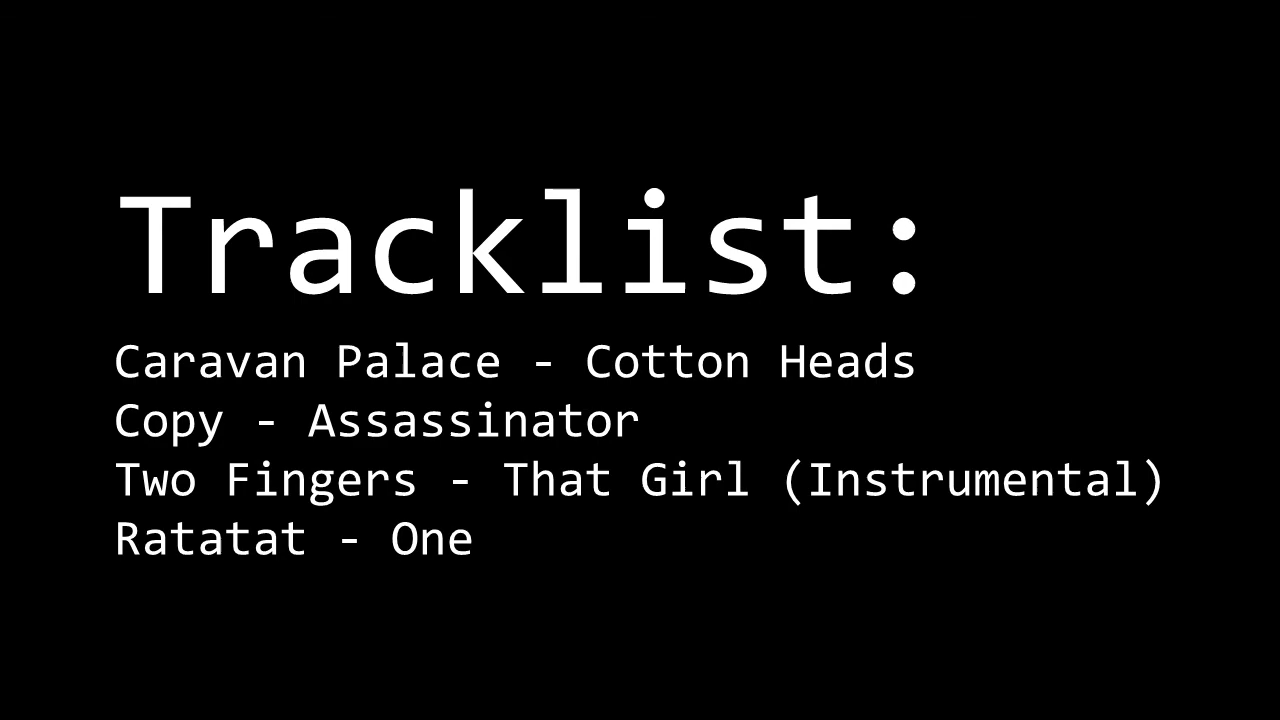 Tracklist:
Caravan Palace - Cotton Heads
Copy - Assassinator
Two Fingers - That Girl (Instrumental)
Ratatat - One